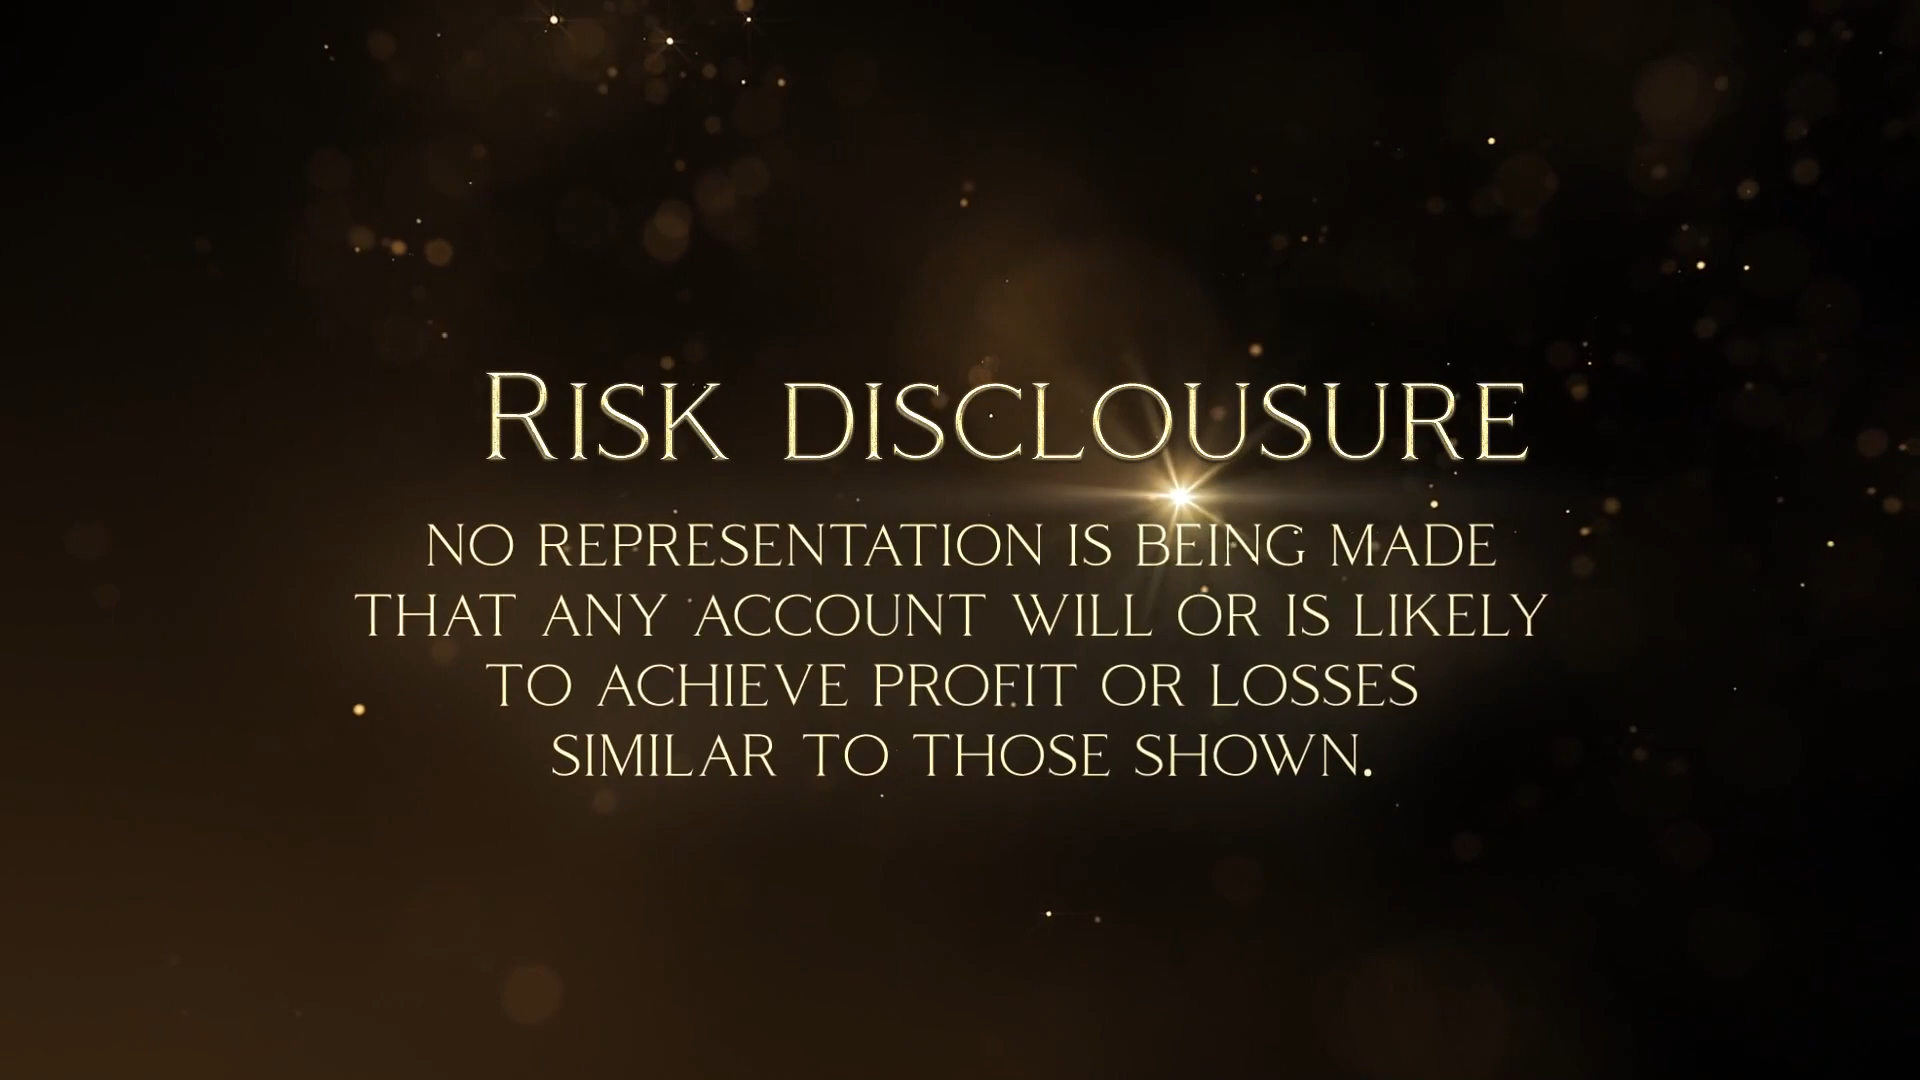 RISK DISCLOUSURE
NO REPRESENTATION IS BEING MADE
THAT ANY ACCOUNT WILL OR IS LIKELY
TO ACHIEVE PROFIT OR LOSSES
SIMILAR TO THOSE SHOWN.